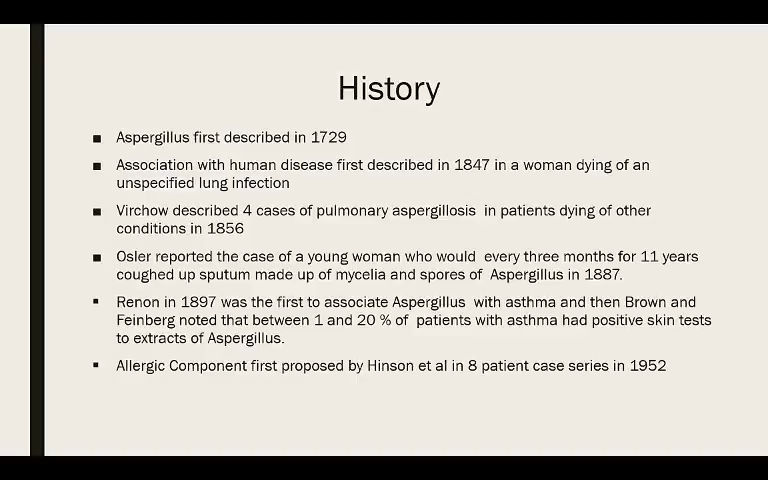 History
■ Aspergillus first described in 1729
■ Association with human disease first described in 1847 in a woman dying of an
unspecified lung infection
■ Virchow described 4 cases of pulmonary aspergillosis in patients dying of other
conditions in 1856
■ Osler reported the case of a young woman who would every three months for 11 years
coughed up sputum made up of mycelia and spores of Aspergillus in 1887.
▪ Renon in 1897 was the first to associate Aspergillus with asthma and then Brown and
Feinberg noted that between 1 and 20 % of patients with asthma had positive skin tests
to extracts of Aspergillus.
▪ Allergic Component first proposed by Hinson et al in 8 patient case series in 1952